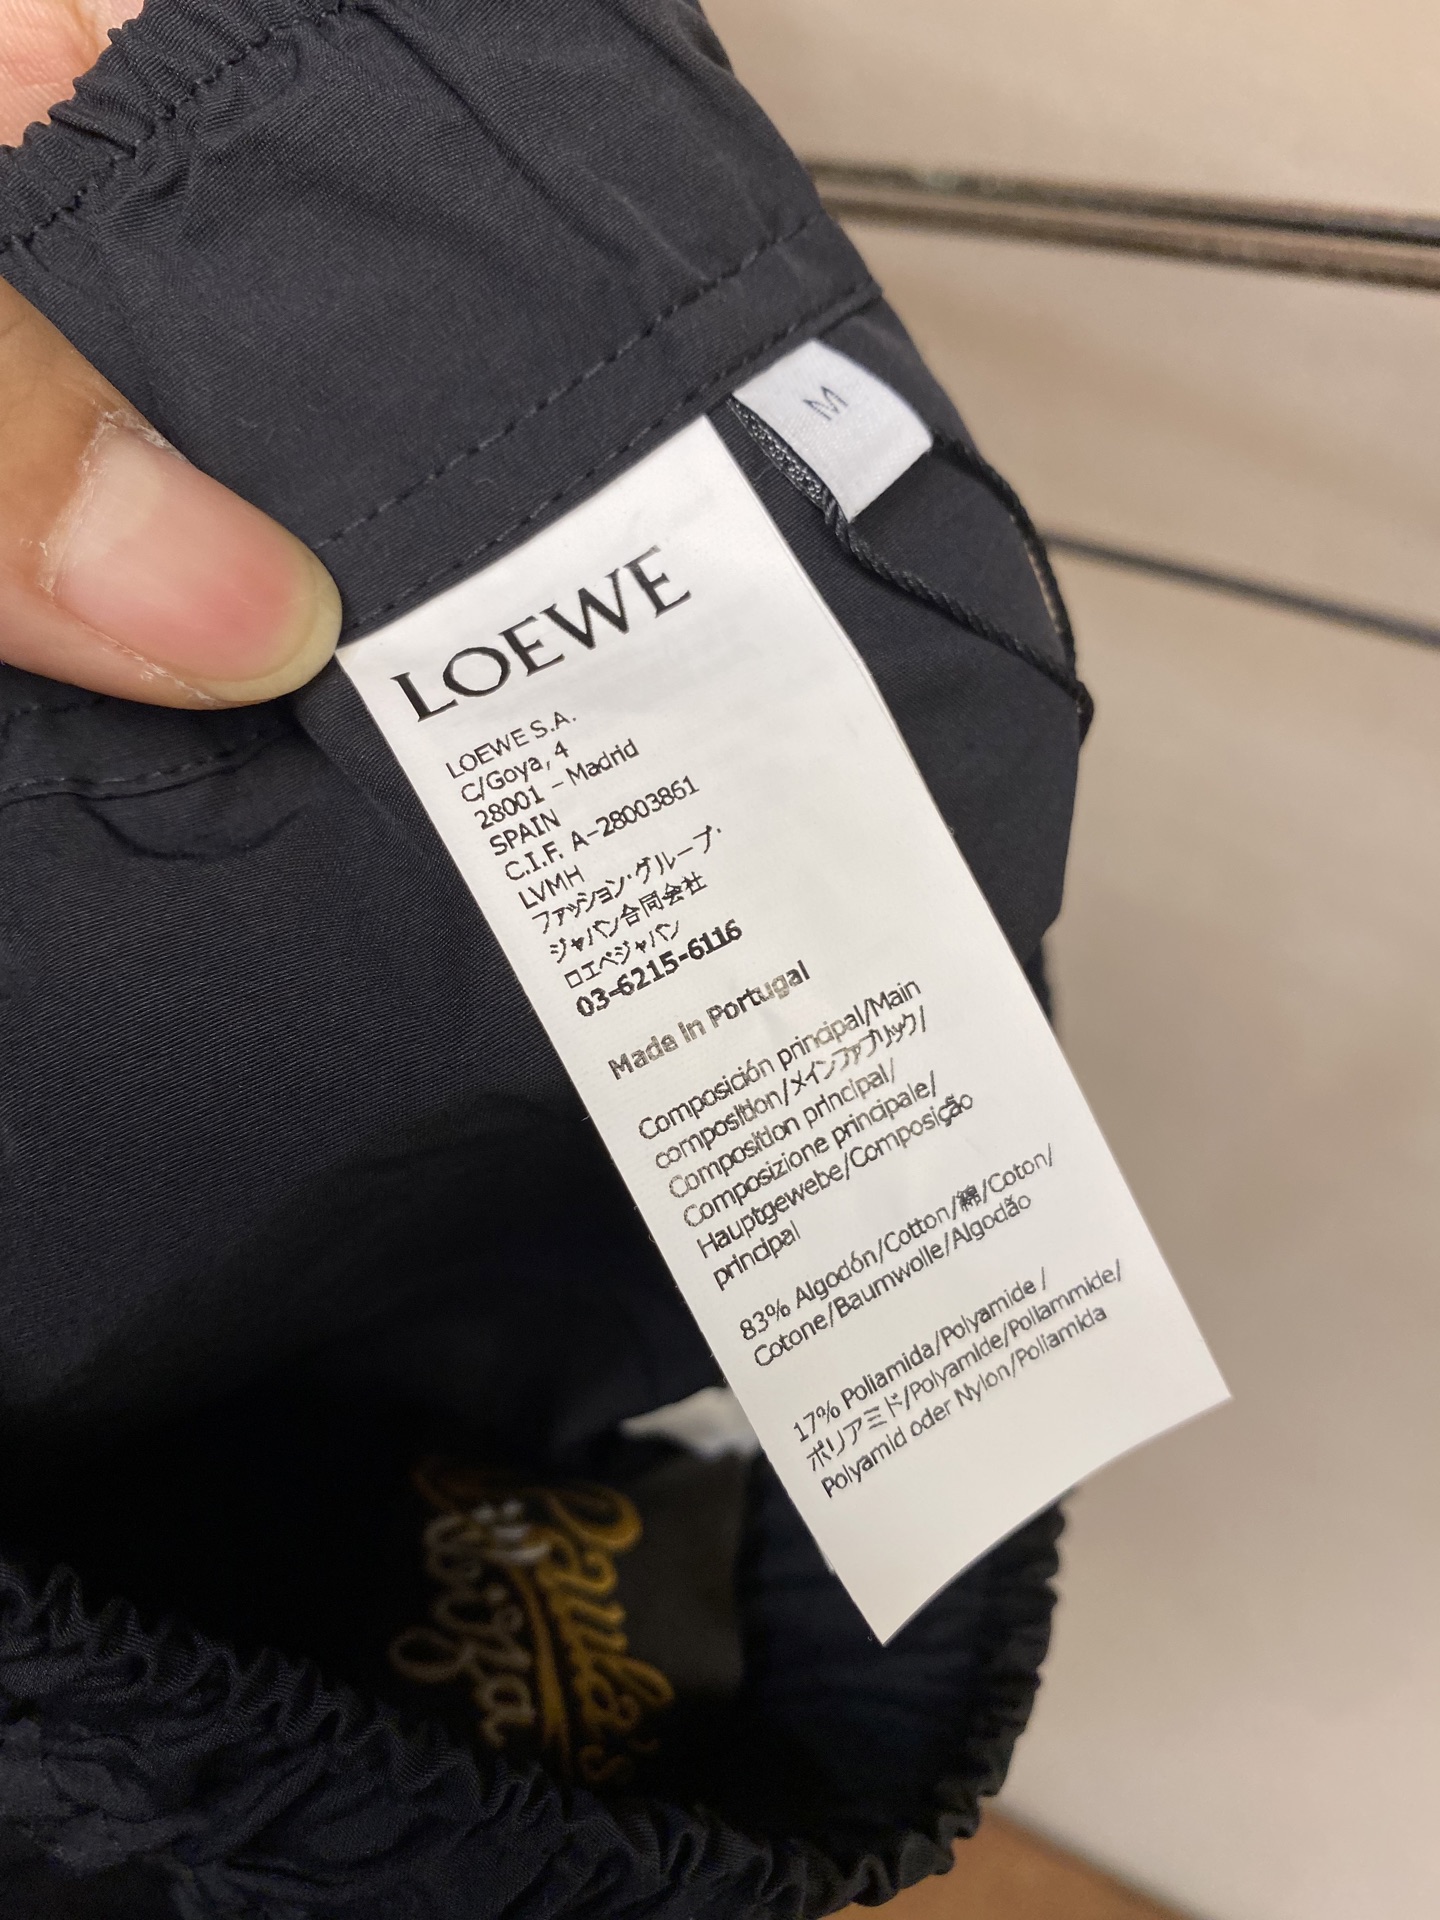 M
LOEWE
LOEWE S.A.
C/Goya, 4
28001 - Madrid
SPAIN
C.I.F. A-28003861
LVMH
ファッション・グループ・
ジャパン合同会社
ロエベジャパン
03-6215-6116
Made in Portugal
Composición principal/Main
composition/メインファブリック/
Composition principal/
Composizione principale/
Hauptgewebe/Composição
principal
83% Algodón/Cotton/綿/Coton/
Cotone/Baumwolle/Algodão
17% Poliamida/Polyamide /
ポリアミド/Polyamide/Poliammide/
Polyamid oder Nylon/Poliamida
Paula's
Ibiza